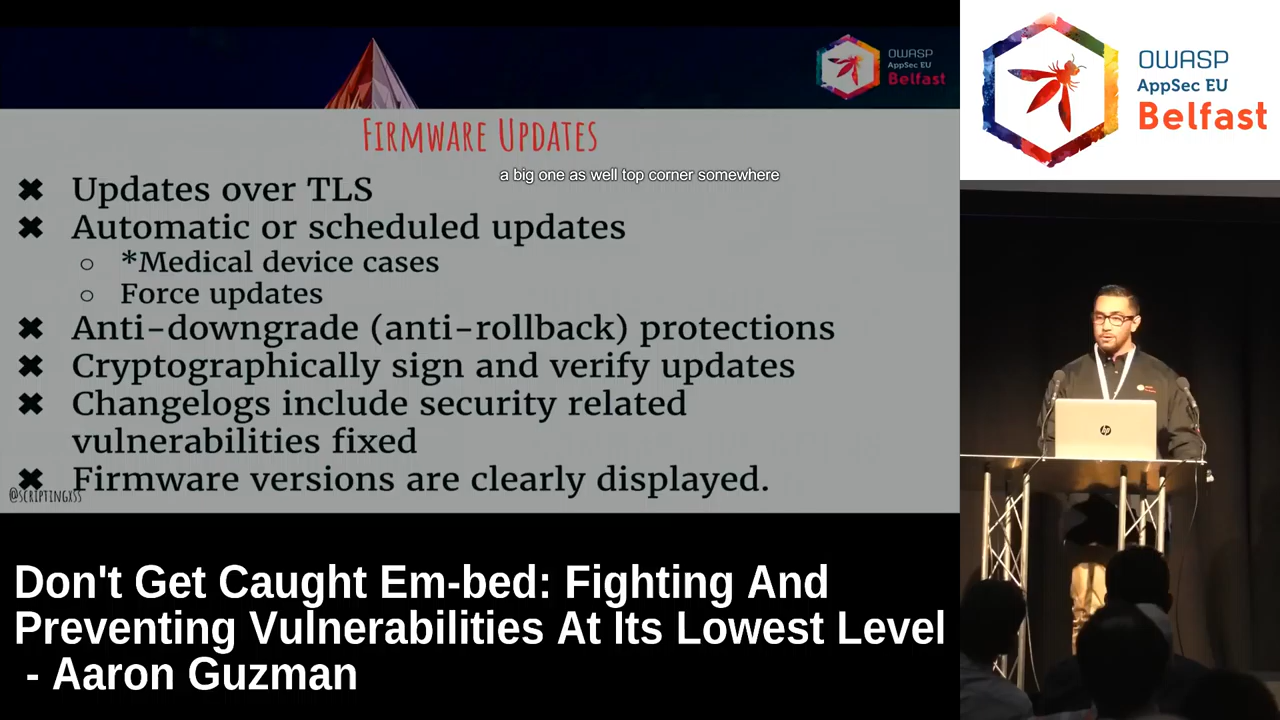 OWASP
AppSec EU
Belfast
FIRMWARE UPDATES
a big one as well top corner somewhere
✖ Updates over TLS
✖ Automatic or scheduled updates
○ *Medical device cases
○ Force updates
✖ Anti-downgrade (anti-rollback) protections
✖ Cryptographically sign and verify updates
✖ Changelogs include security related
vulnerabilities fixed
✖ Firmware versions are clearly displayed.
@SCRIPTINGXSS
OWASP
AppSec EU
Belfast
hp
Don't Get Caught Em-bed: Fighting And
Preventing Vulnerabilities At Its Lowest Level
- Aaron Guzman